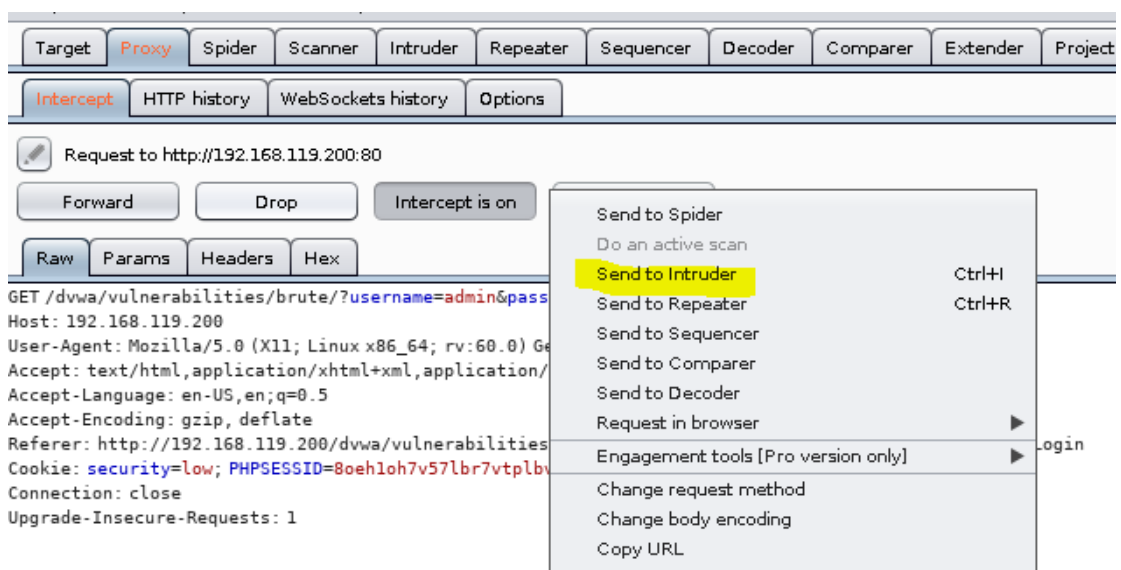 Target Proxy Spider Scanner Intruder Repeater Sequencer Decoder Comparer Extender Project
Intercept HTTP history WebSockets history Options
Request to http://192.168.119.200:80
Forward Drop Intercept is on
Raw Params Headers Hex
GET /dvwa/vulnerabilities/brute/?username=admin&pass
Host: 192.168.119.200
User-Agent: Mozilla/5.0 (X11; Linux x86_64; rv:60.0) Ge
Accept: text/html,application/xhtml+xml,application/
Accept-Language: en-US,en;q=0.5
Accept-Encoding: gzip, deflate
Referer: http://192.168.119.200/dvwa/vulnerabilities
Login
Cookie: security=low; PHPSESSID=8oeh1oh7v57lbr7vtplbv
Connection: close
Upgrade-Insecure-Requests: 1
Send to Spider
Do an active scan
Send to Intruder Ctrl+I
Send to Repeater Ctrl+R
Send to Sequencer
Send to Comparer
Send to Decoder
Request in browser
Engagement tools [Pro version only]
Change request method
Change body encoding
Copy URL